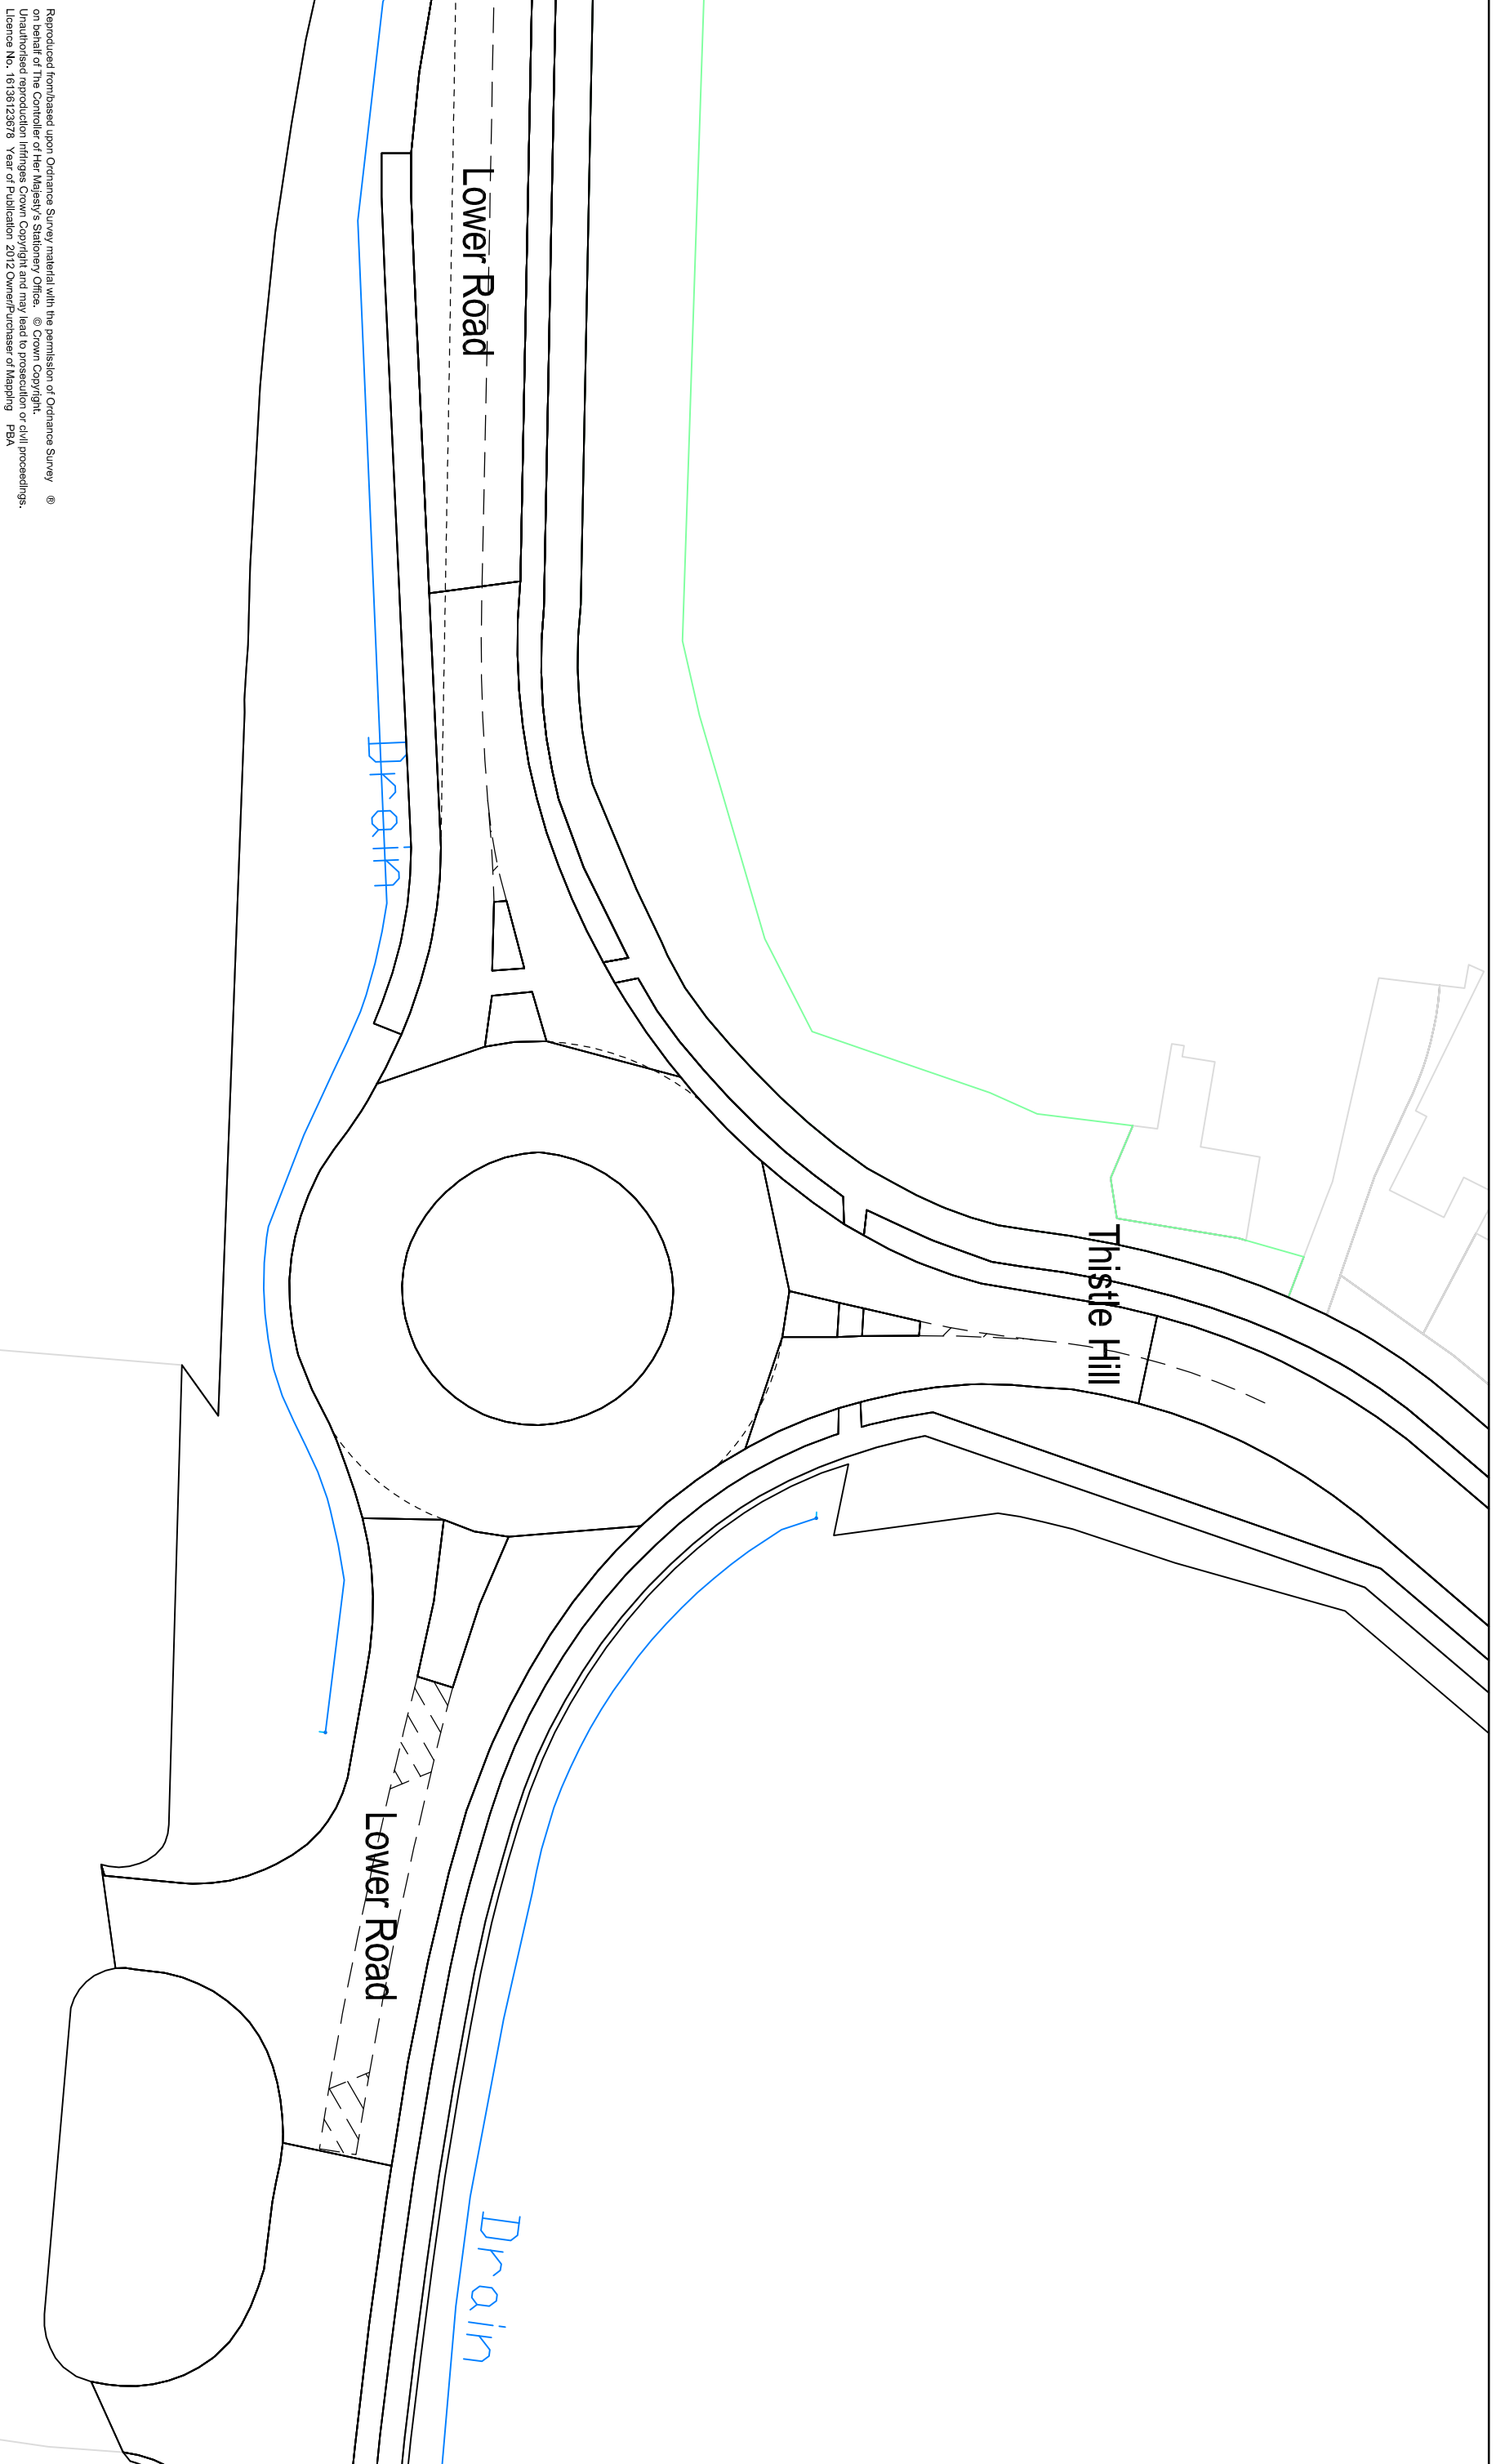 Reproduced from/based upon Ordnance Survey material with the permission of Ordnance Survey ®
on behalf of The Controller of Her Majesty's Stationery Office. © Crown Copyright.
Unauthorised reproduction infringes Crown Copyright and may lead to prosecution or civil proceedings.
Licence No. 16136123678 Year of Publication 2012 Owner/Purchaser of Mapping PBA
Lower Road
Drain
Thistle Hill
Lower Road
Drain